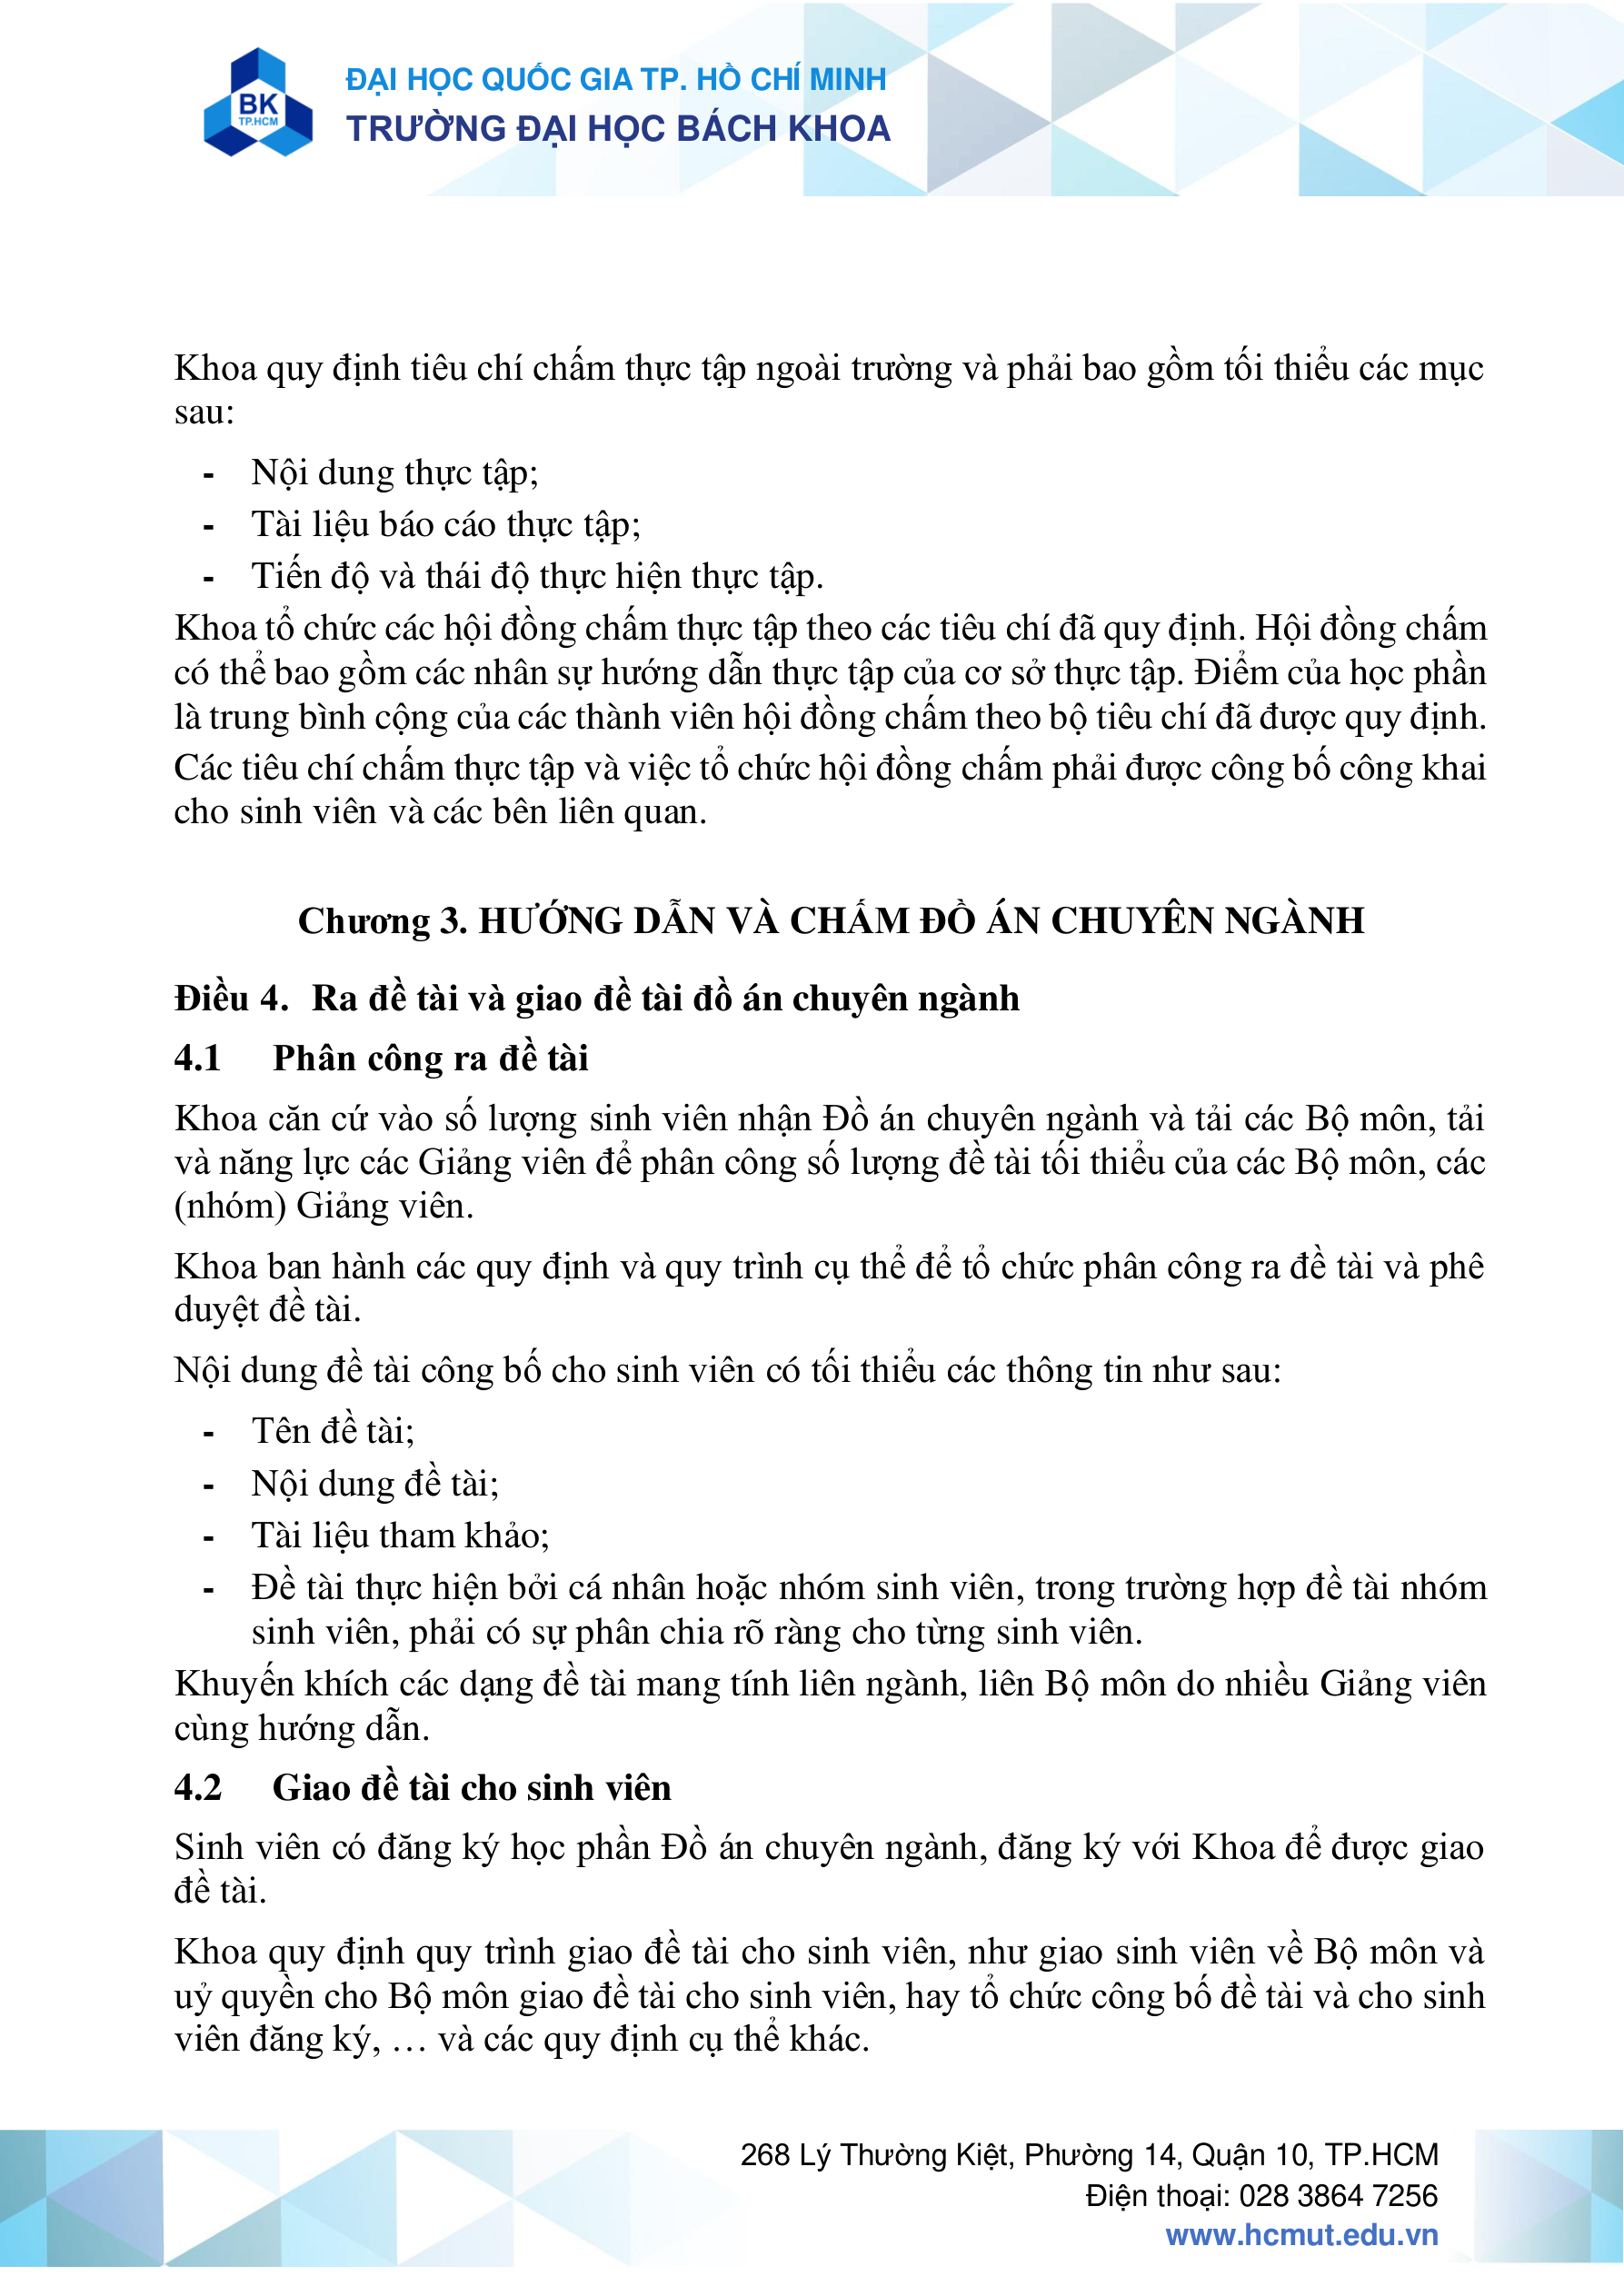 BK
TP.HCM
ĐẠI HỌC QUỐC GIA TP. HỒ CHÍ MINH
TRƯỜNG ĐẠI HỌC BÁCH KHOA
Khoa quy định tiêu chí chấm thực tập ngoài trường và phải bao gồm tối thiểu các mục
sau:
- Nội dung thực tập;
- Tài liệu báo cáo thực tập;
- Tiến độ và thái độ thực hiện thực tập.
Khoa tổ chức các hội đồng chấm thực tập theo các tiêu chí đã quy định. Hội đồng chấm
có thể bao gồm các nhân sự hướng dẫn thực tập của cơ sở thực tập. Điểm của học phần
là trung bình cộng của các thành viên hội đồng chấm theo bộ tiêu chí đã được quy định.
Các tiêu chí chấm thực tập và việc tổ chức hội đồng chấm phải được công bố công khai
cho sinh viên và các bên liên quan.
Chương 3. HƯỚNG DẪN VÀ CHẤM ĐỒ ÁN CHUYÊN NGÀNH
Điều 4. Ra đề tài và giao đề tài đồ án chuyên ngành
4.1 Phân công ra đề tài
Khoa căn cứ vào số lượng sinh viên nhận Đồ án chuyên ngành và tải các Bộ môn, tải
và năng lực các Giảng viên để phân công số lượng đề tài tối thiểu của các Bộ môn, các
(nhóm) Giảng viên.
Khoa ban hành các quy định và quy trình cụ thể để tổ chức phân công ra đề tài và phê
duyệt đề tài.
Nội dung đề tài công bố cho sinh viên có tối thiểu các thông tin như sau:
- Tên đề tài;
- Nội dung đề tài;
- Tài liệu tham khảo;
- Đề tài thực hiện bởi cá nhân hoặc nhóm sinh viên, trong trường hợp đề tài nhóm
sinh viên, phải có sự phân chia rõ ràng cho từng sinh viên.
Khuyến khích các dạng đề tài mang tính liên ngành, liên Bộ môn do nhiều Giảng viên
cùng hướng dẫn.
4.2 Giao đề tài cho sinh viên
Sinh viên có đăng ký học phần Đồ án chuyên ngành, đăng ký với Khoa để được giao
đề tài.
Khoa quy định quy trình giao đề tài cho sinh viên, như giao sinh viên về Bộ môn và
uỷ quyền cho Bộ môn giao đề tài cho sinh viên, hay tổ chức công bố đề tài và cho sinh
viên đăng ký, … và các quy định cụ thể khác.
268 Lý Thường Kiệt, Phường 14, Quận 10, TP.HCM
Điện thoại: 028 3864 7256
www.hcmut.edu.vn